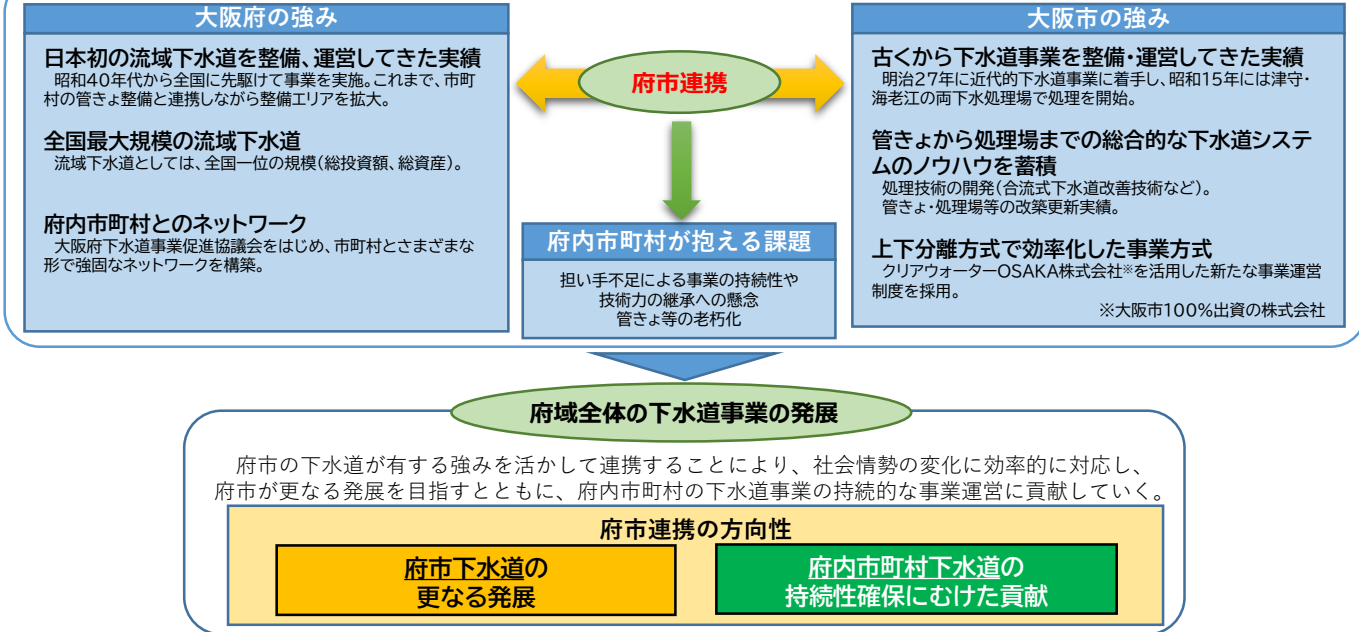 大阪府の強み
日本初の流域下水道を整備、運営してきた実績
昭和40年代から全国に先駆けて事業を実施。これまで、市町
村の管きょ整備と連携しながら整備エリアを拡大。
全国最大規模の流域下水道
流域下水道としては、全国一位の規模(総投資額、総資産)。
府内市町村とのネットワーク
大阪府下水道事業促進協議会をはじめ、市町村とさまざまな
形で強固なネットワークを構築。
府市連携
府内市町村が抱える課題
担い手不足による事業の持続性や
技術力の継承への懸念
管きょ等の老朽化
大阪市の強み
古くから下水道事業を整備・運営してきた実績
明治27年に近代的下水道事業に着手し、昭和15年には津守・
海老江の両下水処理場で処理を開始。
管きょから処理場までの総合的な下水道システ
ムのノウハウを蓄積
処理技術の開発(合流式下水道改善技術など)。
管きょ・処理場等の改築更新実績。
上下分離方式で効率化した事業方式
クリアウォーターOSAKA株式会社※を活用した新たな事業運営
制度を採用。
※大阪市100%出資の株式会社
府域全体の下水道事業の発展
府市の下水道が有する強みを活かして連携することにより、社会情勢の変化に効率的に対応し、
府市が更なる発展を目指すとともに、府内市町村の下水道事業の持続的な事業運営に貢献していく。
府市連携の方向性
府市下水道の
更なる発展
府内市町村下水道の
持続性確保にむけた貢献